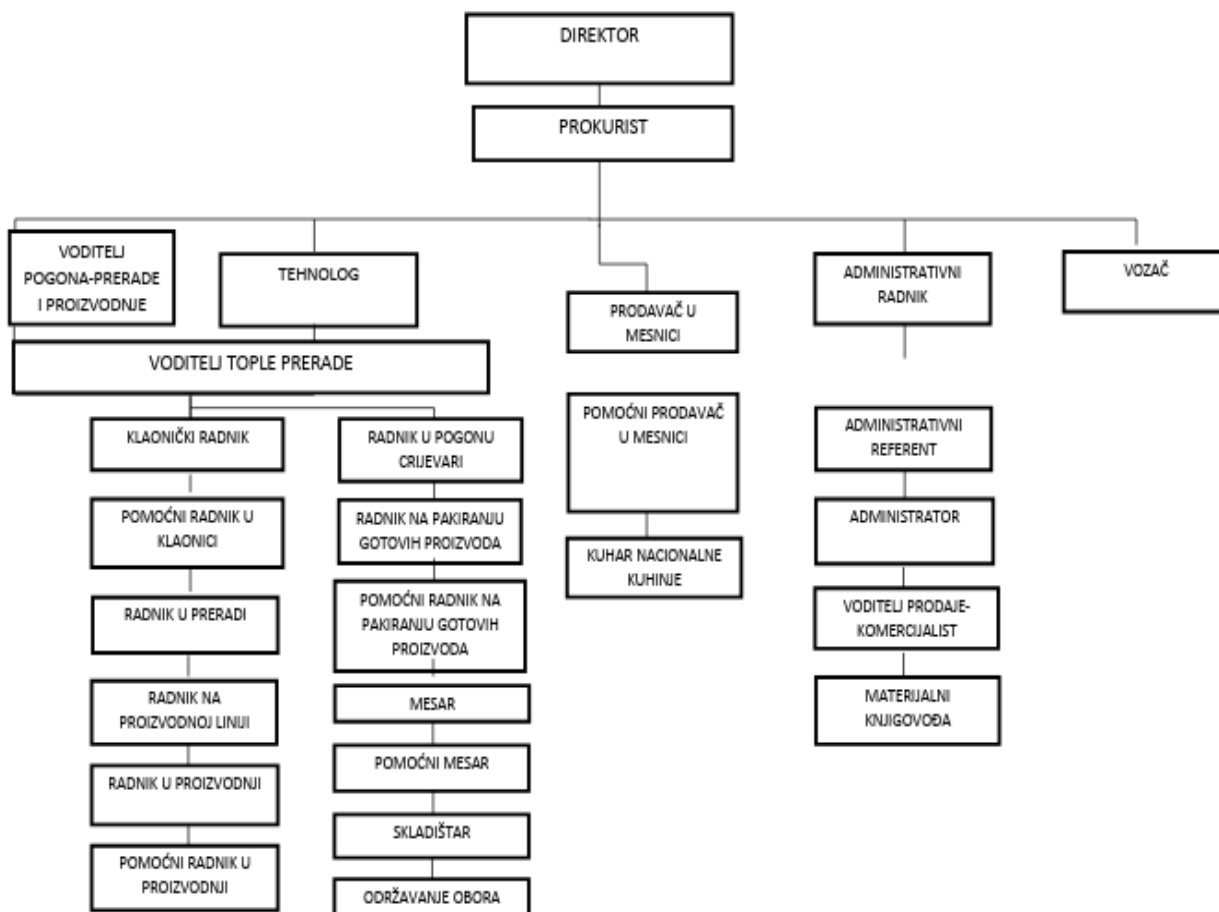 DIREKTOR
PROKURIST
VODITELJ
POGONA-PRERADE
I PROIZVODNJE
TEHNOLOG
PRODAVAČ U
MESNICI
ADMINISTRATIVNI
RADNIK
VOZAČ
VODITELJ TOPLE PRERADE
KLAONIČKI RADNIK
POMOĆNI RADNIK U
KLAONICI
RADNIK U PRERADI
RADNIK NA
PROIZVODNOJ LINIJI
RADNIK U PROIZVODNJI
POMOĆNI RADNIK U
PROIZVODNJI
RADNIK U POGONU
CRIJEVARI
RADNIK NA PAKIRANJU
GOTOVIH PROIZVODA
POMOĆNI RADNIK NA
PAKIRANJU GOTOVIH
PROIZVODA
MESAR
POMOĆNI MESAR
SKLADIŠTAR
ODRŽAVANJE OBORA
POMOĆNI PRODAVAČ
U MESNICI
KUHAR NACIONALNE
KUHINJE
ADMINISTRATIVNI
REFERENT
ADMINISTRATOR
VODITELJ PRODAJE-
KOMERCIJALIST
MATERIJALNI
KNJIGOVOĐA